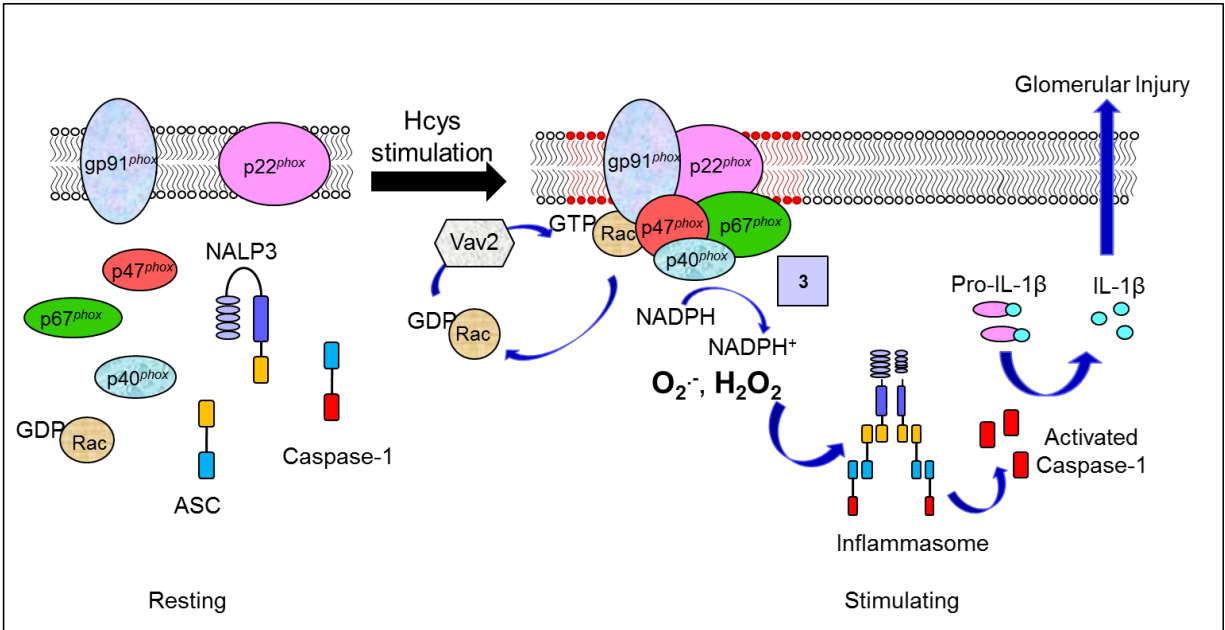 gp91phox
p22phox
p47phox
NALP3
p67phox
p40phox
GDP
Rac
ASC
Caspase-1
Resting
Hcys
stimulation
gp91phox
p22phox
GTP
Rac
p47phox
p67phox
p40phox
Vav2
GDP
Rac
3
NADPH
NADPH⁺
O₂·⁻, H₂O₂
Glomerular Injury
Pro-IL-1β
IL-1β
Activated
Caspase-1
Inflammasome
Stimulating